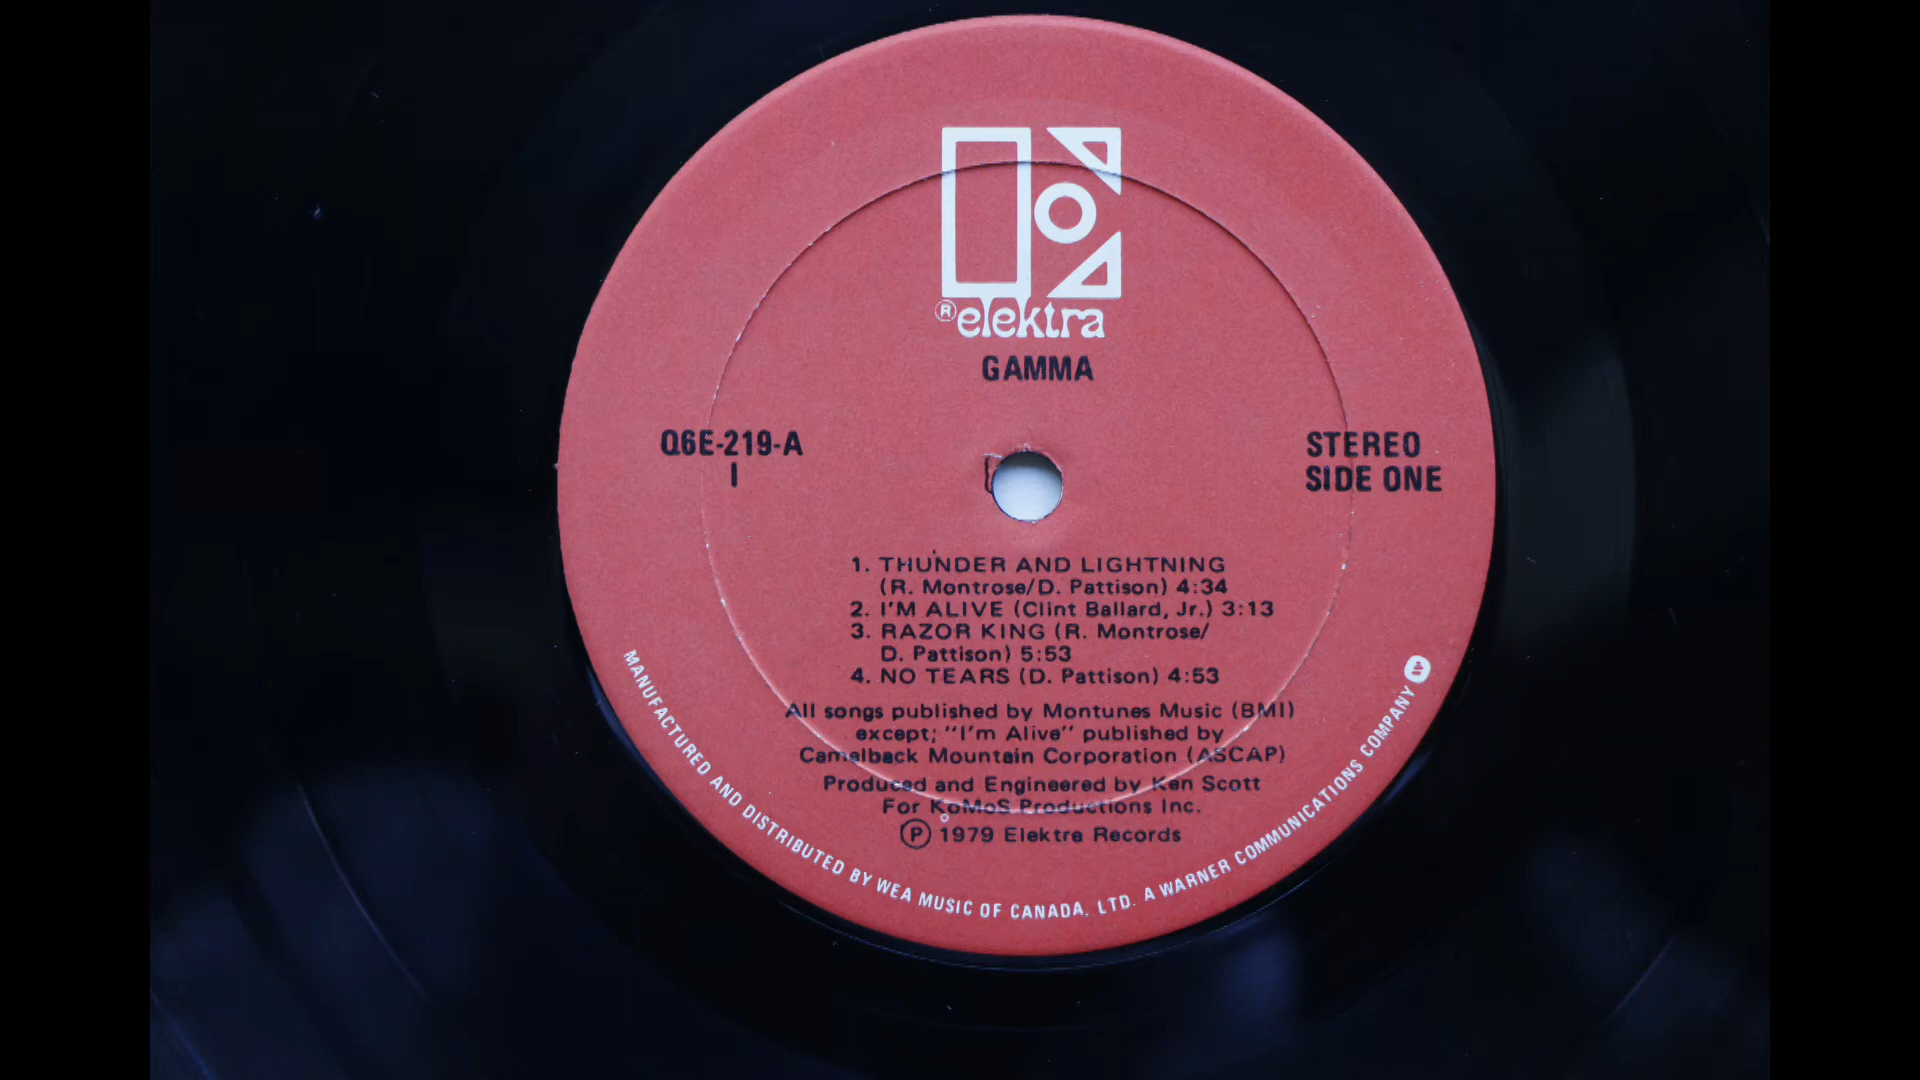 ® elektra
GAMMA
Q6E-219-A
I
STEREO
SIDE ONE
1. THUNDER AND LIGHTNING
(R. Montrose/D. Pattison) 4:34
2. I'M ALIVE (Clint Ballard, Jr.) 3:13
3. RAZOR KING (R. Montrose/
D. Pattison) 5:53
4. NO TEARS (D. Pattison) 4:53
All songs published by Montunes Music (BMI)
except; "I'm Alive" published by
Camelback Mountain Corporation (ASCAP)
Produced and Engineered by Ken Scott
For KoMoS Productions Inc.
Ⓟ 1979 Elektra Records
MANUFACTURED AND DISTRIBUTED BY WEA MUSIC OF CANADA, LTD. A WARNER COMMUNICATIONS COMPANY